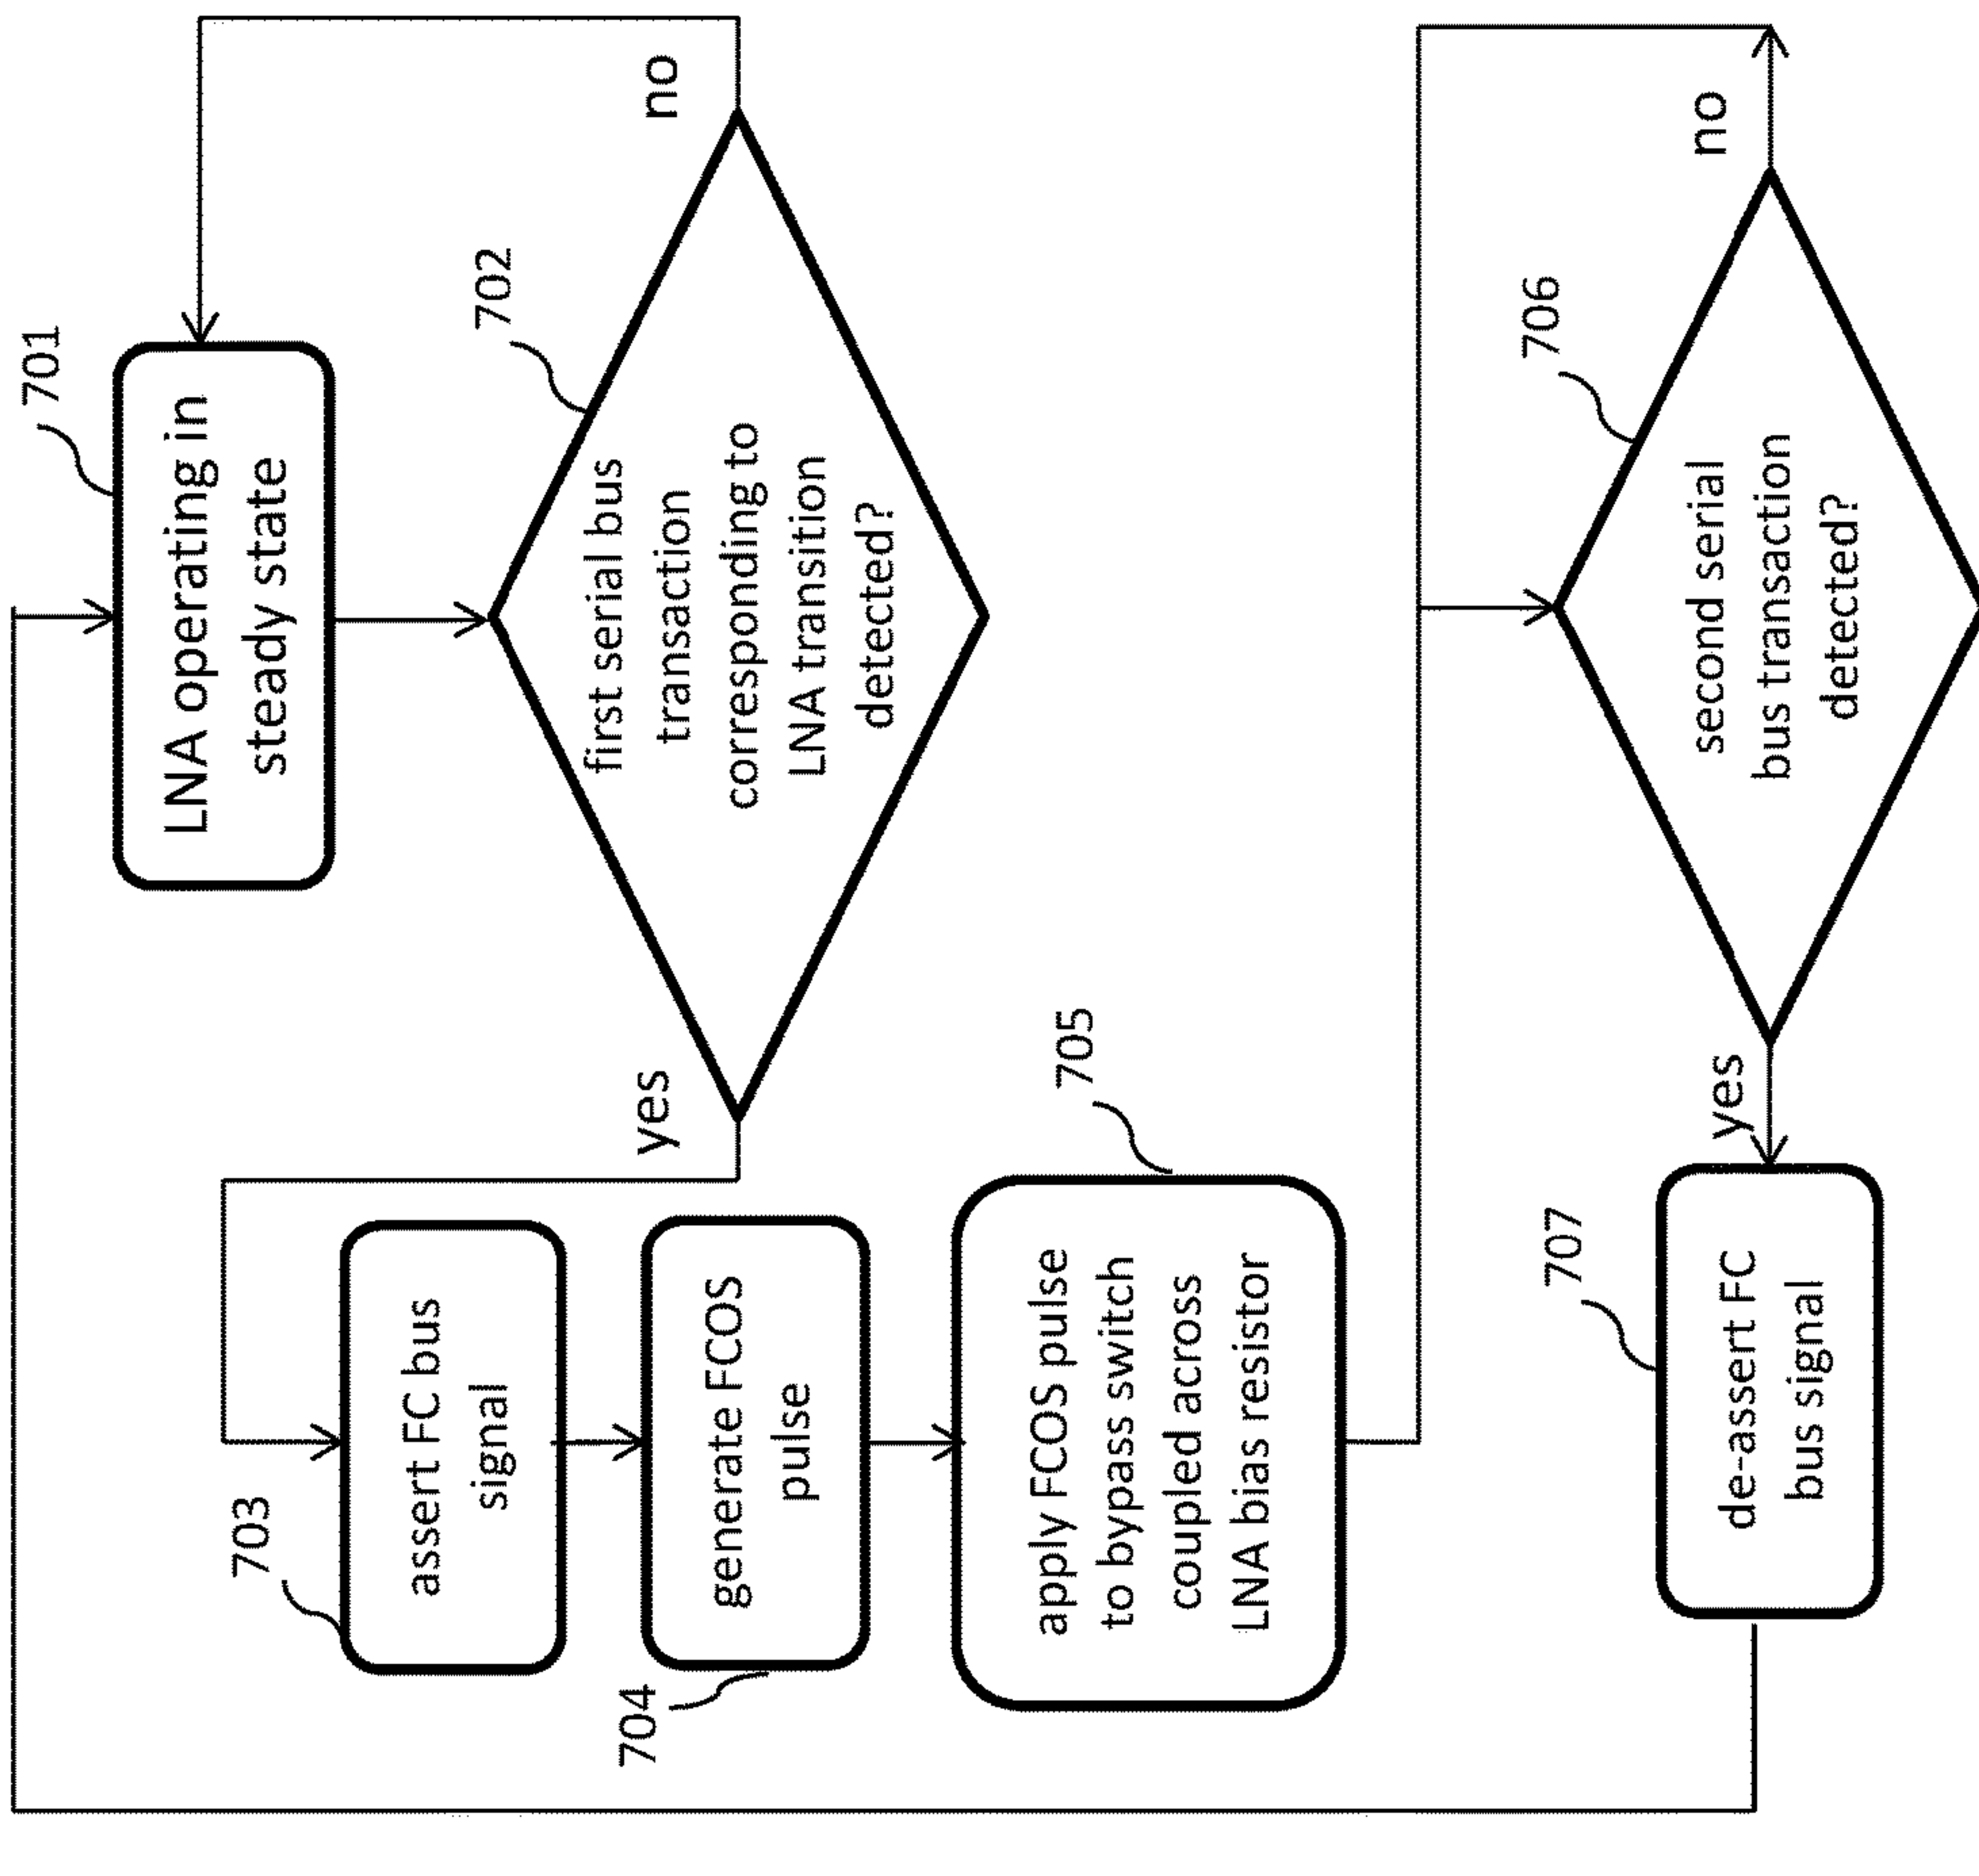 701
LNA operating in
steady state
702
first serial bus
transaction
corresponding to
LNA transition
detected?
no
yes
703
assert FC bus
signal
704
generate FCOS
pulse
705
apply FCOS pulse
to bypass switch
coupled across
LNA bias resistor
706
second serial
bus transaction
detected?
no
yes
707
de-assert FC
bus signal